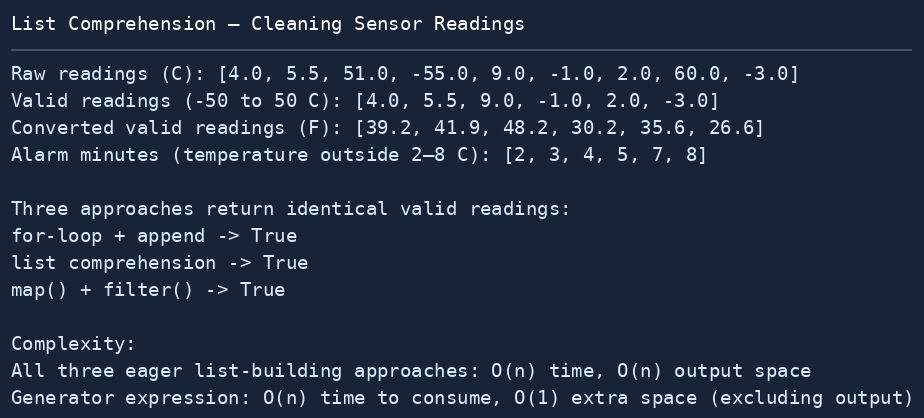 List Comprehension — Cleaning Sensor Readings
Raw readings (C): [4.0, 5.5, 51.0, -55.0, 9.0, -1.0, 2.0, 60.0, -3.0]
Valid readings (-50 to 50 C): [4.0, 5.5, 9.0, -1.0, 2.0, -3.0]
Converted valid readings (F): [39.2, 41.9, 48.2, 30.2, 35.6, 26.6]
Alarm minutes (temperature outside 2–8 C): [2, 3, 4, 5, 7, 8]
Three approaches return identical valid readings:
for-loop + append -> True
list comprehension -> True
map() + filter() -> True
Complexity:
All three eager list-building approaches: O(n) time, O(n) output space
Generator expression: O(n) time to consume, O(1) extra space (excluding output)